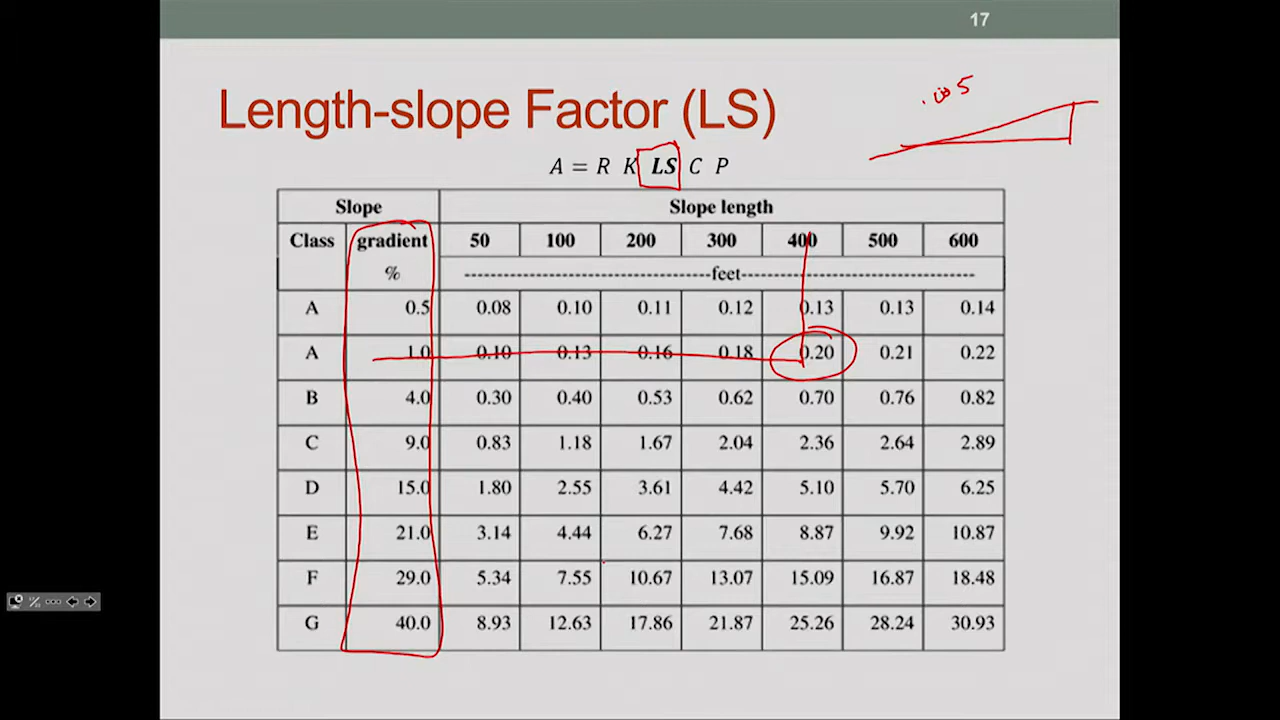 17
Length-slope Factor (LS)
A = R K LS C P
Slope Slope length
Class gradient 50 100 200 300 400 500 600
% feet
A 0.5 0.08 0.10 0.11 0.12 0.13 0.13 0.14
A 1.0 0.10 0.13 0.16 0.18 0.20 0.21 0.22
B 4.0 0.30 0.40 0.53 0.62 0.70 0.76 0.82
C 9.0 0.83 1.18 1.67 2.04 2.36 2.64 2.89
D 15.0 1.80 2.55 3.61 4.42 5.10 5.70 6.25
E 21.0 3.14 4.44 6.27 7.68 8.87 9.92 10.87
F 29.0 5.34 7.55 10.67 13.07 15.09 16.87 18.48
G 40.0 8.93 12.63 17.86 21.87 25.26 28.24 30.93